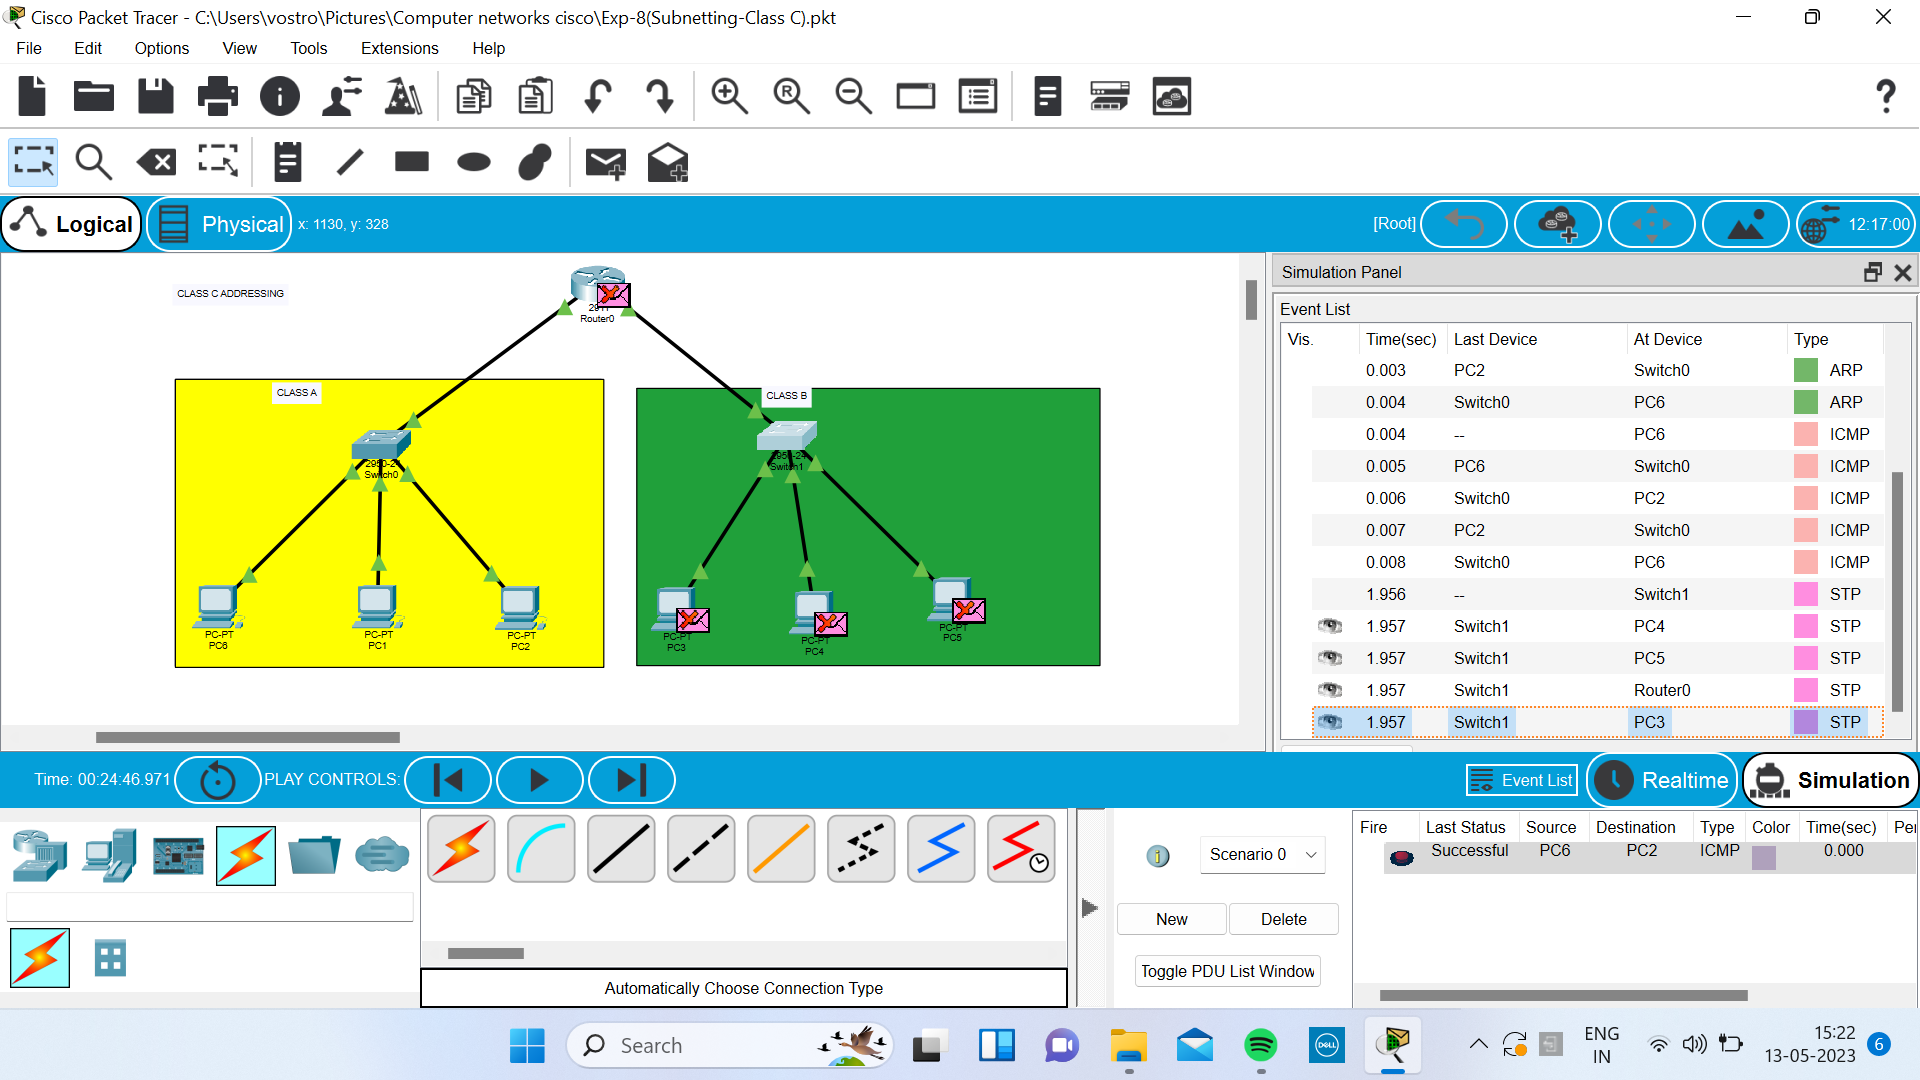 Cisco Packet Tracer - C:\Users\vostro\Pictures\Computer networks cisco\Exp-8(Subnetting-Class C).pkt
File Edit Options View Tools Extensions Help
Logical Physical x: 1130, y: 328 [Root] 12:17:00
CLASS C ADDRESSING
Router0
CLASS A
CLASS B
2950-24
Switch0
2950-24
Switch1
PC-PT
PC6
PC-PT
PC1
PC-PT
PC2
PC-PT
PC3
PC-PT
PC4
PC-PT
PC5
Simulation Panel
Event List
Vis. Time(sec) Last Device At Device Type
0.003 PC2 Switch0 ARP
0.004 Switch0 PC6 ARP
0.004 -- PC6 ICMP
0.005 PC6 Switch0 ICMP
0.006 Switch0 PC2 ICMP
0.007 PC2 Switch0 ICMP
0.008 Switch0 PC6 ICMP
1.956 -- Switch1 STP
1.957 Switch1 PC4 STP
1.957 Switch1 PC5 STP
1.957 Switch1 Router0 STP
1.957 Switch1 PC3 STP
Time: 00:24:46.971 PLAY CONTROLS: Event List Realtime Simulation
Scenario 0
New Delete
Toggle PDU List Window
Fire Last Status Source Destination Type Color Time(sec) Per
Successful PC6 PC2 ICMP 0.000
Automatically Choose Connection Type
Search
DELL
ENG
IN
15:22
13-05-2023
6